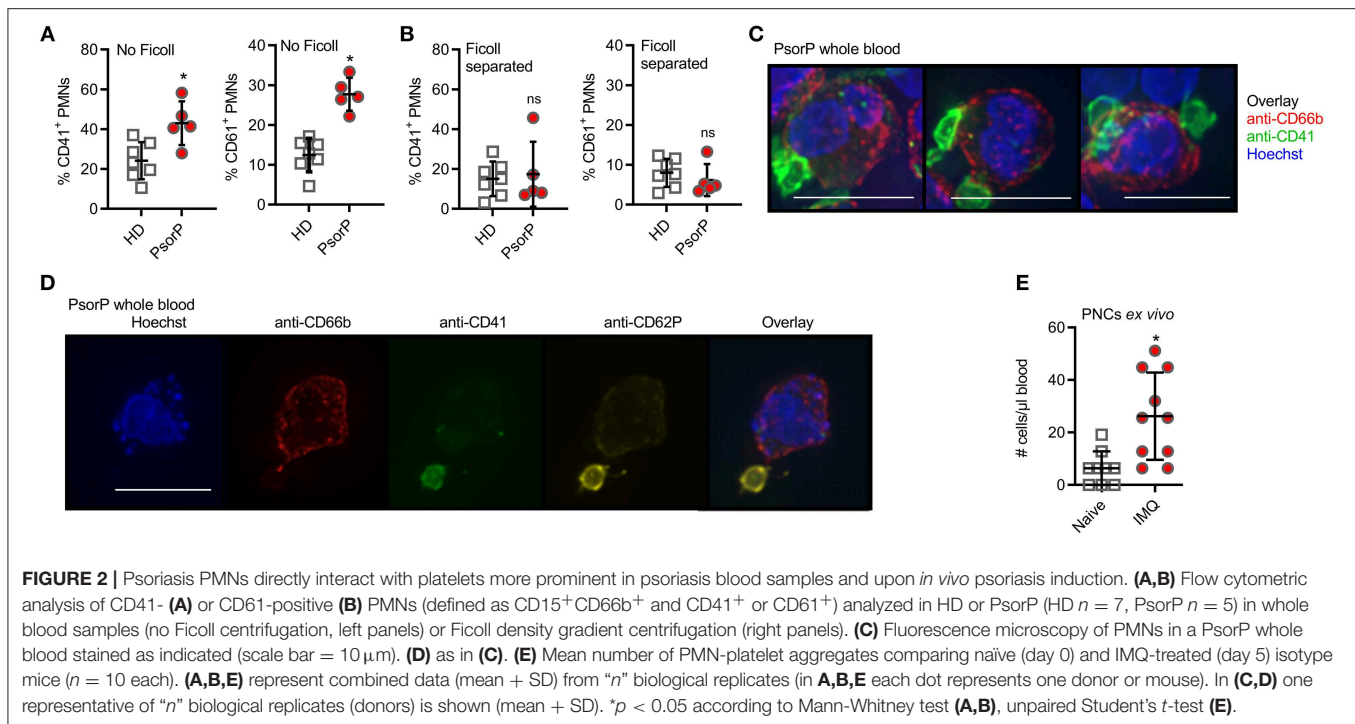 A
No Ficoll
*
% CD41+ PMNs
80
60
40
20
0
HD
PsorP
No Ficoll
*
% CD61+ PMNs
40
30
20
10
0
HD
PsorP
B
Ficoll
separated
ns
% CD41+ PMNs
80
60
40
20
0
HD
PsorP
Ficoll
separated
ns
% CD61+ PMNs
40
30
20
10
0
HD
PsorP
C
PsorP whole blood
Overlay
anti-CD66b
anti-CD41
Hoechst
D
PsorP whole blood
Hoechst
anti-CD66b
anti-CD41
anti-CD62P
Overlay
E
PNCs ex vivo
*
# cells/µl blood
60
40
20
0
Naive
IMQ
FIGURE 2 | Psoriasis PMNs directly interact with platelets more prominent in psoriasis blood samples and upon in vivo psoriasis induction. (A,B) Flow cytometric
analysis of CD41- (A) or CD61-positive (B) PMNs (defined as CD15+CD66b+ and CD41+ or CD61+) analyzed in HD or PsorP (HD n = 7, PsorP n = 5) in whole
blood samples (no Ficoll centrifugation, left panels) or Ficoll density gradient centrifugation (right panels). (C) Fluorescence microscopy of PMNs in a PsorP whole
blood stained as indicated (scale bar = 10 µm). (D) as in (C). (E) Mean number of PMN-platelet aggregates comparing naïve (day 0) and IMQ-treated (day 5) isotype
mice (n = 10 each). (A,B,E) represent combined data (mean + SD) from “n” biological replicates (in A,B,E each dot represents one donor or mouse). In (C,D) one
representative of “n” biological replicates (donors) is shown (mean + SD). *p < 0.05 according to Mann-Whitney test (A,B), unpaired Student’s t-test (E).